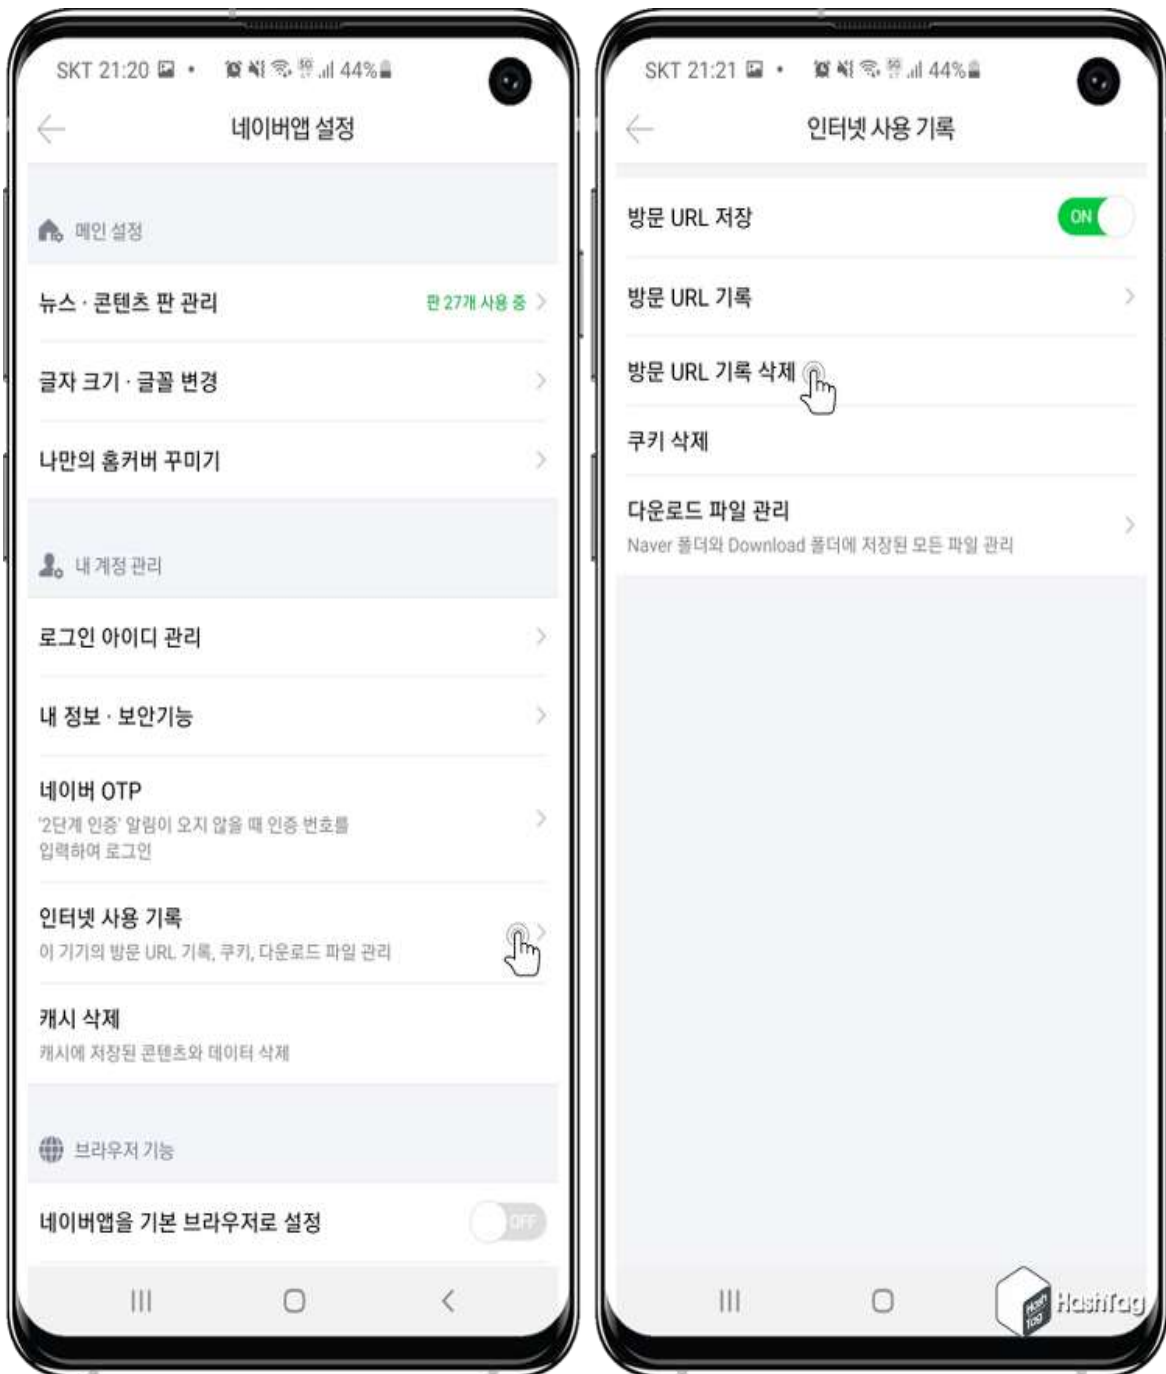 SKT 21:20
44%
네이버앱 설정
메인 설정
뉴스 · 콘텐츠 판 관리
판 27개 사용 중
글자 크기 · 글꼴 변경
나만의 홈커버 꾸미기
내 계정 관리
로그인 아이디 관리
내 정보 · 보안기능
네이버 OTP
'2단계 인증' 알림이 오지 않을 때 인증 번호를
입력하여 로그인
인터넷 사용 기록
이 기기의 방문 URL 기록, 쿠키, 다운로드 파일 관리
캐시 삭제
캐시에 저장된 콘텐츠와 데이터 삭제
브라우저 기능
네이버앱을 기본 브라우저로 설정
OFF
SKT 21:21
44%
인터넷 사용 기록
방문 URL 저장
ON
방문 URL 기록
방문 URL 기록 삭제
쿠키 삭제
다운로드 파일 관리
Naver 폴더와 Download 폴더에 저장된 모든 파일 관리
Hash
Tag
HashTag